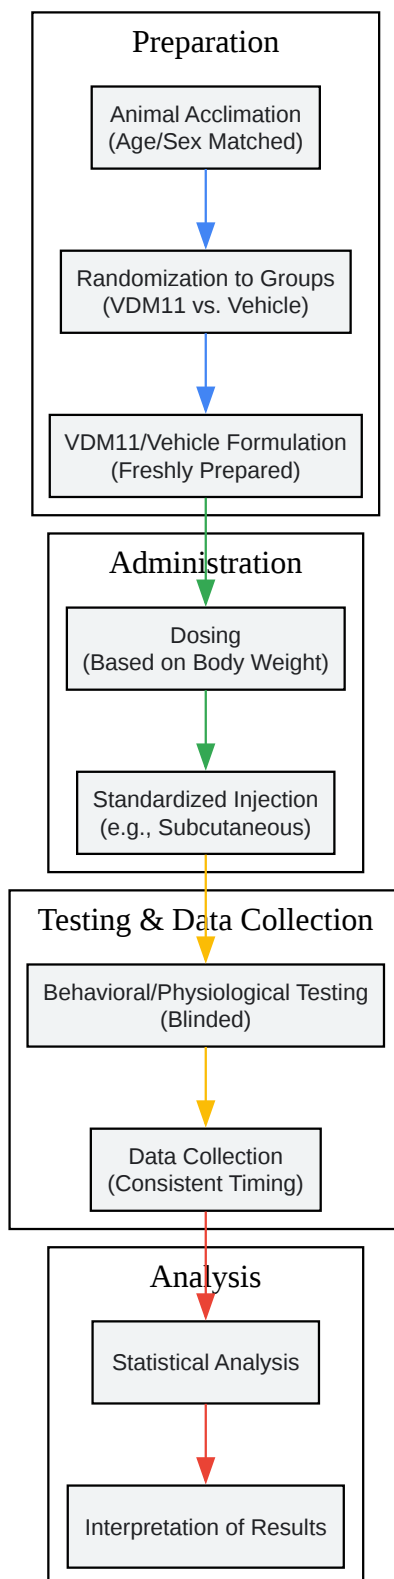 Preparation
Animal Acclimation
(Age/Sex Matched)
Randomization to Groups
(VDM11 vs. Vehicle)
VDM11/Vehicle Formulation
(Freshly Prepared)
Administration
Dosing
(Based on Body Weight)
Standardized Injection
(e.g., Subcutaneous)
Testing & Data Collection
Behavioral/Physiological Testing
(Blinded)
Data Collection
(Consistent Timing)
Analysis
Statistical Analysis
Interpretation of Results